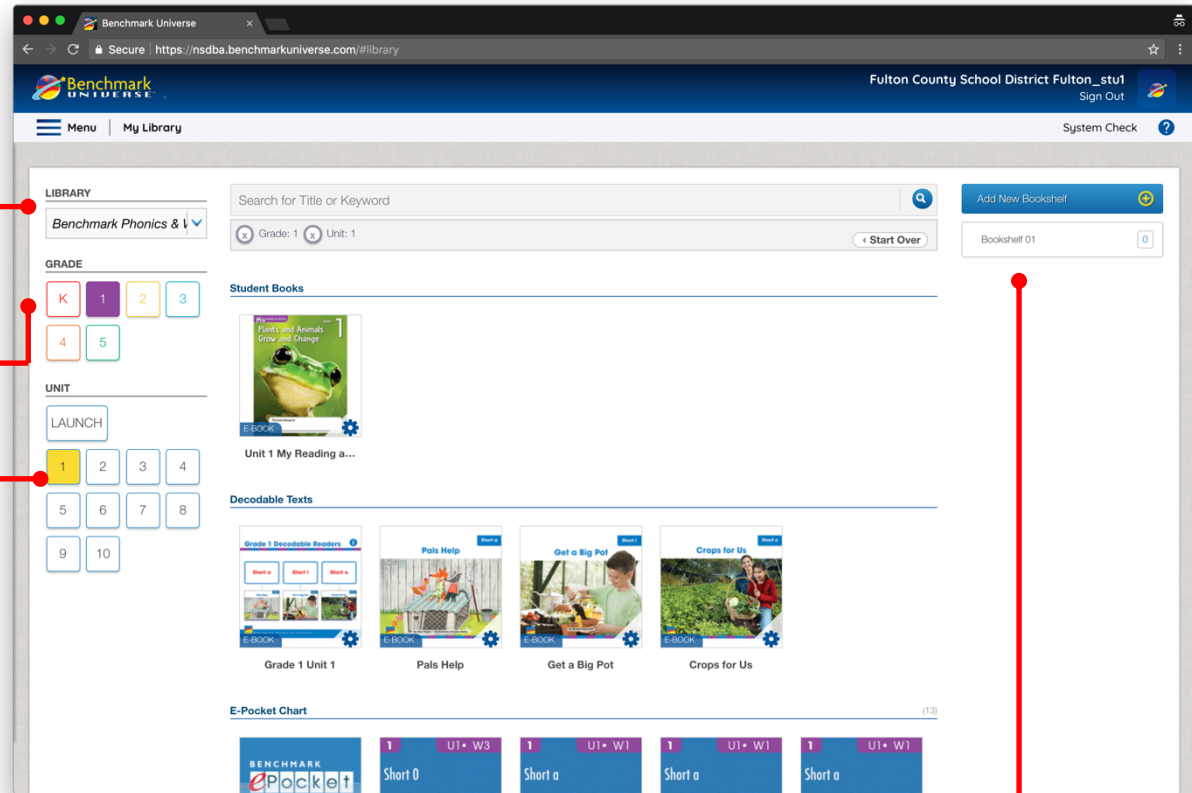 Benchmark Universe
Secure https://nsdba.benchmarkuniverse.com/#library
Benchmark
UNIVERSE
Fulton County School District Fulton_stu1
Sign Out
Menu My Library
System Check ?
LIBRARY
Benchmark Phonics &
GRADE
K 1 2 3
4 5
UNIT
LAUNCH
1 2 3 4
5 6 7 8
9 10
Search for Title or Keyword
x Grade: 1 x Unit: 1
Start Over
Add New Bookshelf
Bookshelf 01 0
Student Books
My
Plants and Animals
Grow and Change
1
E-BOOK
Unit 1 My Reading a...
Decodable Texts
Grade 1 Decodable Readers
Short a Short i Short o
E-BOOK
Grade 1 Unit 1
Short a
Pals Help
E-BOOK
Pals Help
Short i
Get a Big Pot
E-BOOK
Get a Big Pot
Crops for Us
E-BOOK
Crops for Us
E-Pocket Chart (13)
BENCHMARK
ePocket
1 U1• W3
Short O
1 U1• W1
Short a
1 U1• W1
Short a
1 U1• W1
Short a